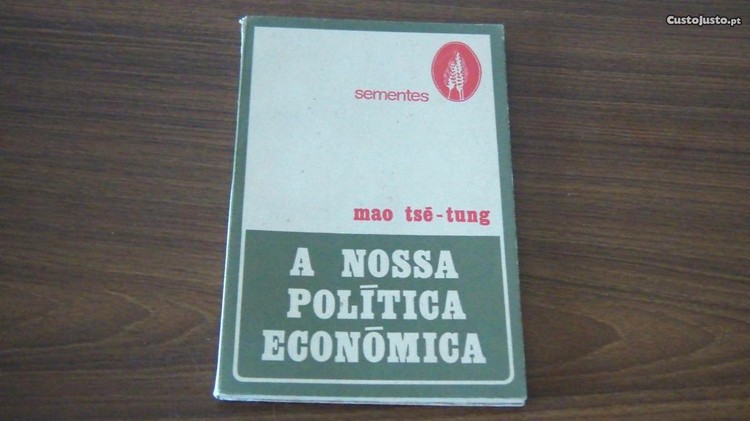 CustoJusto.pt
sementes
mao tsé-tung
A NOSSA
POLÍTICA
ECONÓMICA